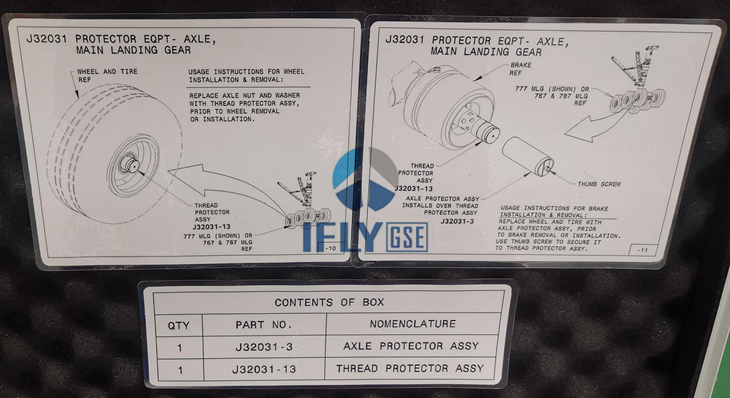 J32031 PROTECTOR EQPT- AXLE,
MAIN LANDING GEAR
WHEEL AND TIRE
REF
USAGE INSTRUCTIONS FOR WHEEL
INSTALLATION & REMOVAL:
REPLACE AXLE NUT AND WASHER
WITH THREAD PROTECTOR ASSY,
PRIOR TO WHEEL REMOVAL
OR INSTALLATION.
THREAD
PROTECTOR
ASSY
J32031-13
777 MLG (SHOWN) OR
767 & 787 MLG
REF
-10
J32031 PROTECTOR EQPT- AXLE,
MAIN LANDING GEAR
BRAKE
REF
777 MLG (SHOWN) OR
767 & 787 MLG
REF
THREAD
PROTECTOR
ASSY
J32031-13
THUMB SCREW
AXLE PROTECTOR ASSY
INSTALLS OVER THREAD
PROTECTOR ASSY
J32031-3
USAGE INSTRUCTIONS FOR BRAKE
INSTALLATION & REMOVAL:
REPLACE WHEEL AND TIRE WITH
AXLE PROTECTOR ASSY, PRIOR
TO BRAKE REMOVAL OR INSTALLATION.
USE THUMB SCREW TO SECURE IT
TO THREAD PROTECTOR ASSY.
-11
IFLY GSE
CONTENTS OF BOX
QTY PART NO. NOMENCLATURE
1 J32031-3 AXLE PROTECTOR ASSY
1 J32031-13 THREAD PROTECTOR ASSY